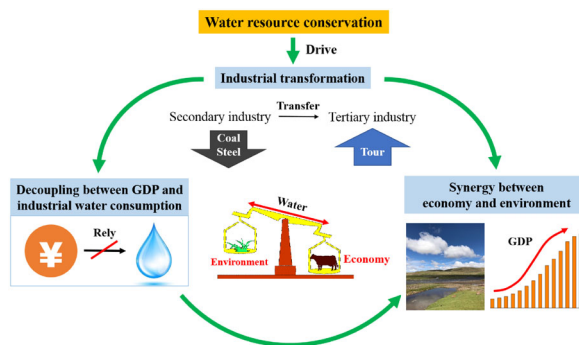 Water resource conservation
Drive
Industrial transformation
Transfer
Secondary industry
Tertiary industry
Coal
Steel
Tour
Decoupling between GDP and
industrial water consumption
Rely
¥
Water
Environment
Economy
Synergy between
economy and environment
GDP